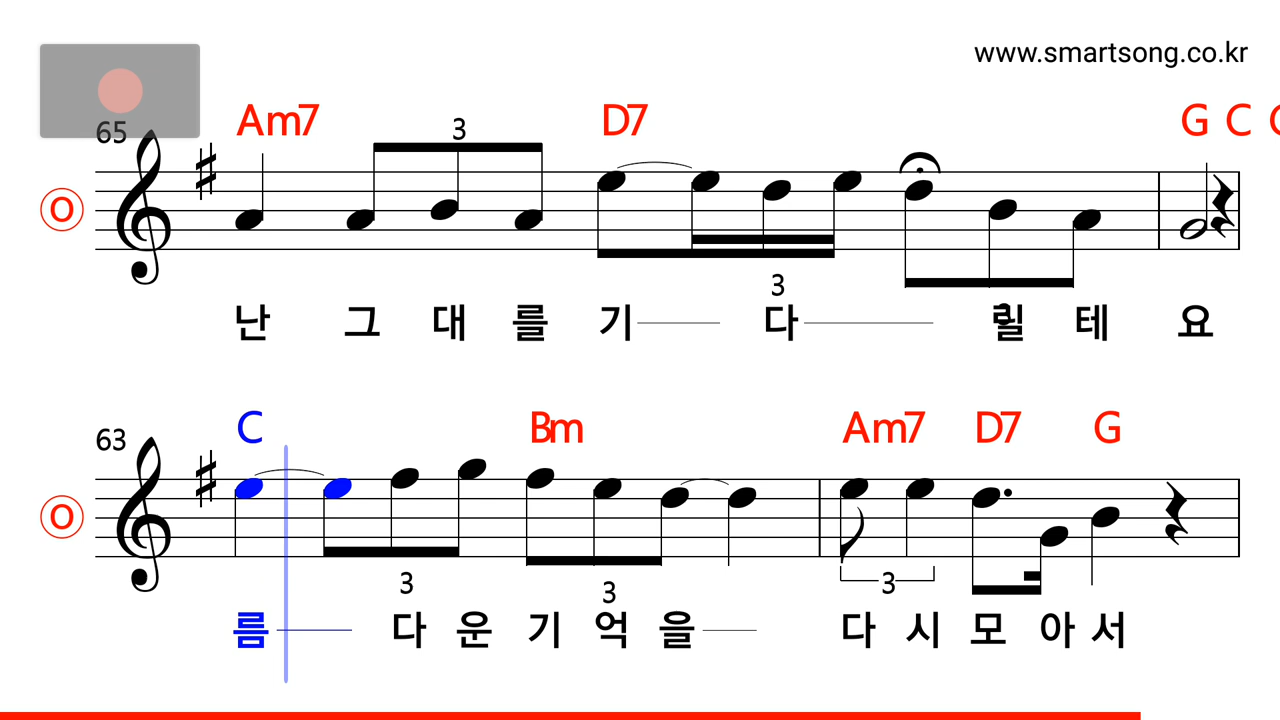 www.smartsong.co.kr
65 Am7 3 D7 G C
O
3
난 그 대 를 기 다 릴 테 요
63 C Bm Am7 D7 G
O
3 3 3
름 다 운 기 억 을 다 시 모 아 서